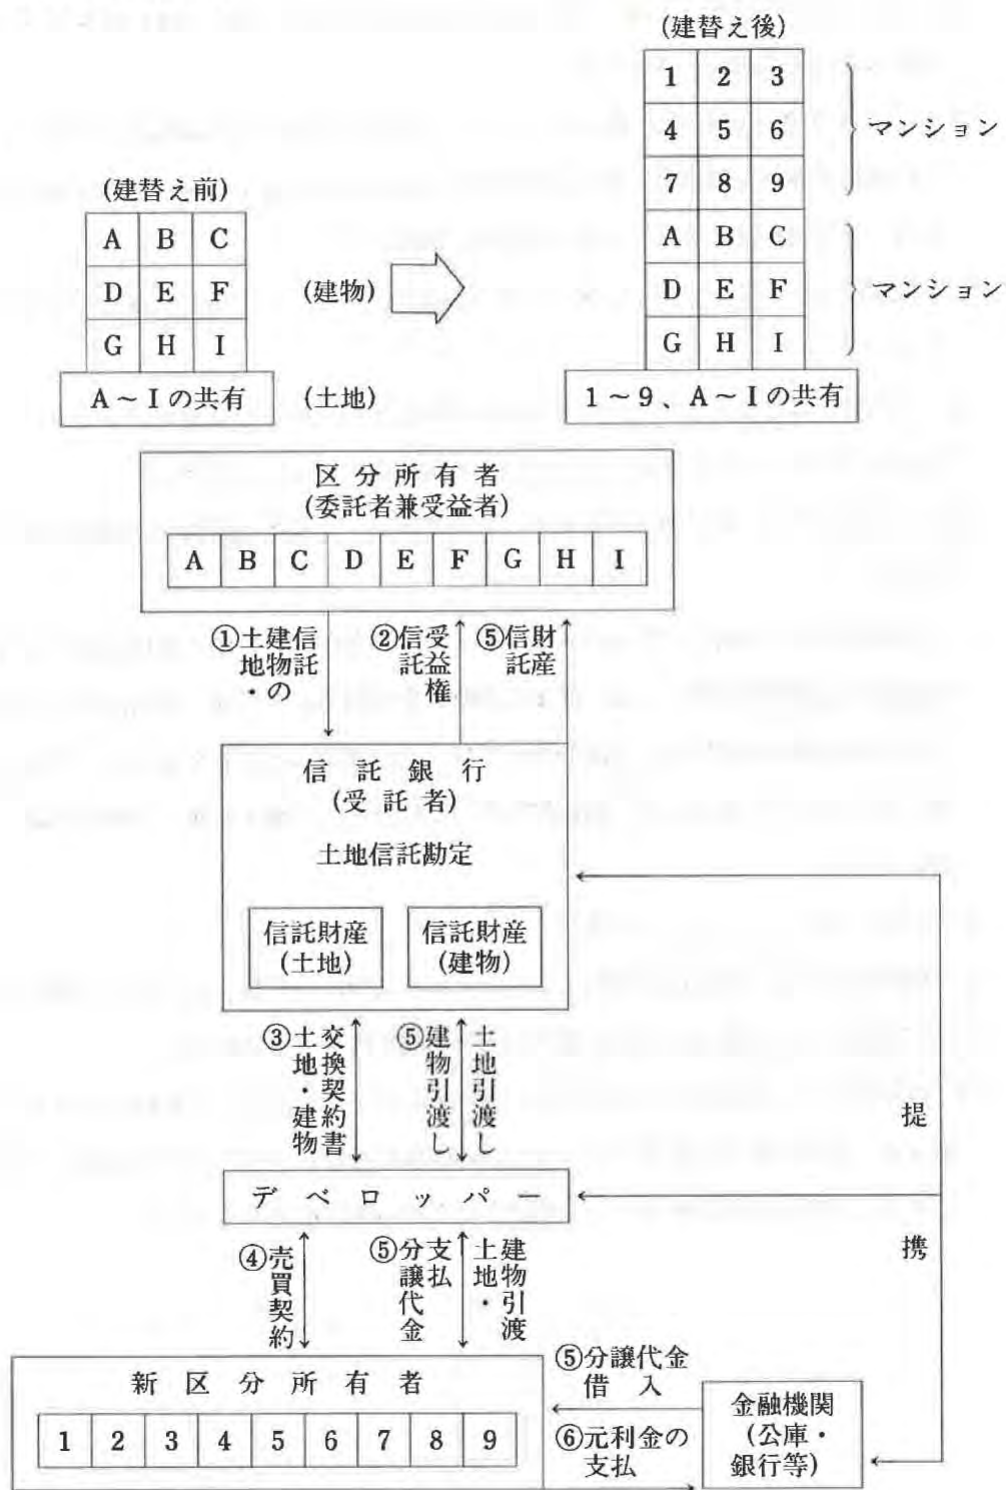 (建替え後)
1 2 3
4 5 6
7 8 9
マンション
(建替え前)
A B C
D E F
G H I
(建物)
A B C
D E F
G H I
マンション
A～Iの共有
(土地)
1～9、A～Iの共有
区分所有者
(委託者兼受益者)
A B C D E F G H I
①土地・
建物の
信託
②信託
受益権
⑤信託
財産
信託銀行
(受託者)
土地信託勘定
信託財産
(土地)
信託財産
(建物)
③土地・建物
交換契約書
⑤建物引渡し
土地引渡し
デベロッパー
提
携
④売買契約
⑤分譲代金
支払
土地・
建物引渡
新区分所有者
1 2 3 4 5 6 7 8 9
⑤分譲代金
借入
⑥元利金の
支払
金融機関
(公庫・
銀行等)